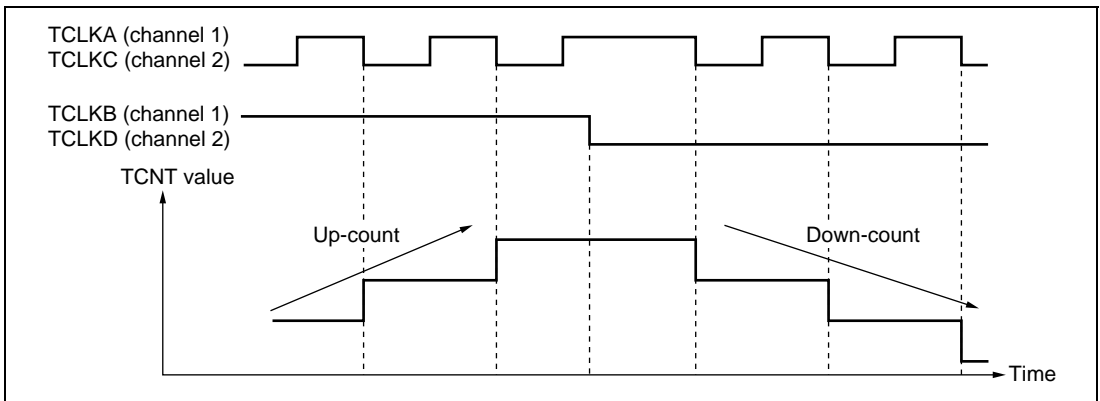 TCLKA (channel 1)
TCLKC (channel 2)
TCLKB (channel 1)
TCLKD (channel 2)
TCNT value
Up-count
Down-count
Time